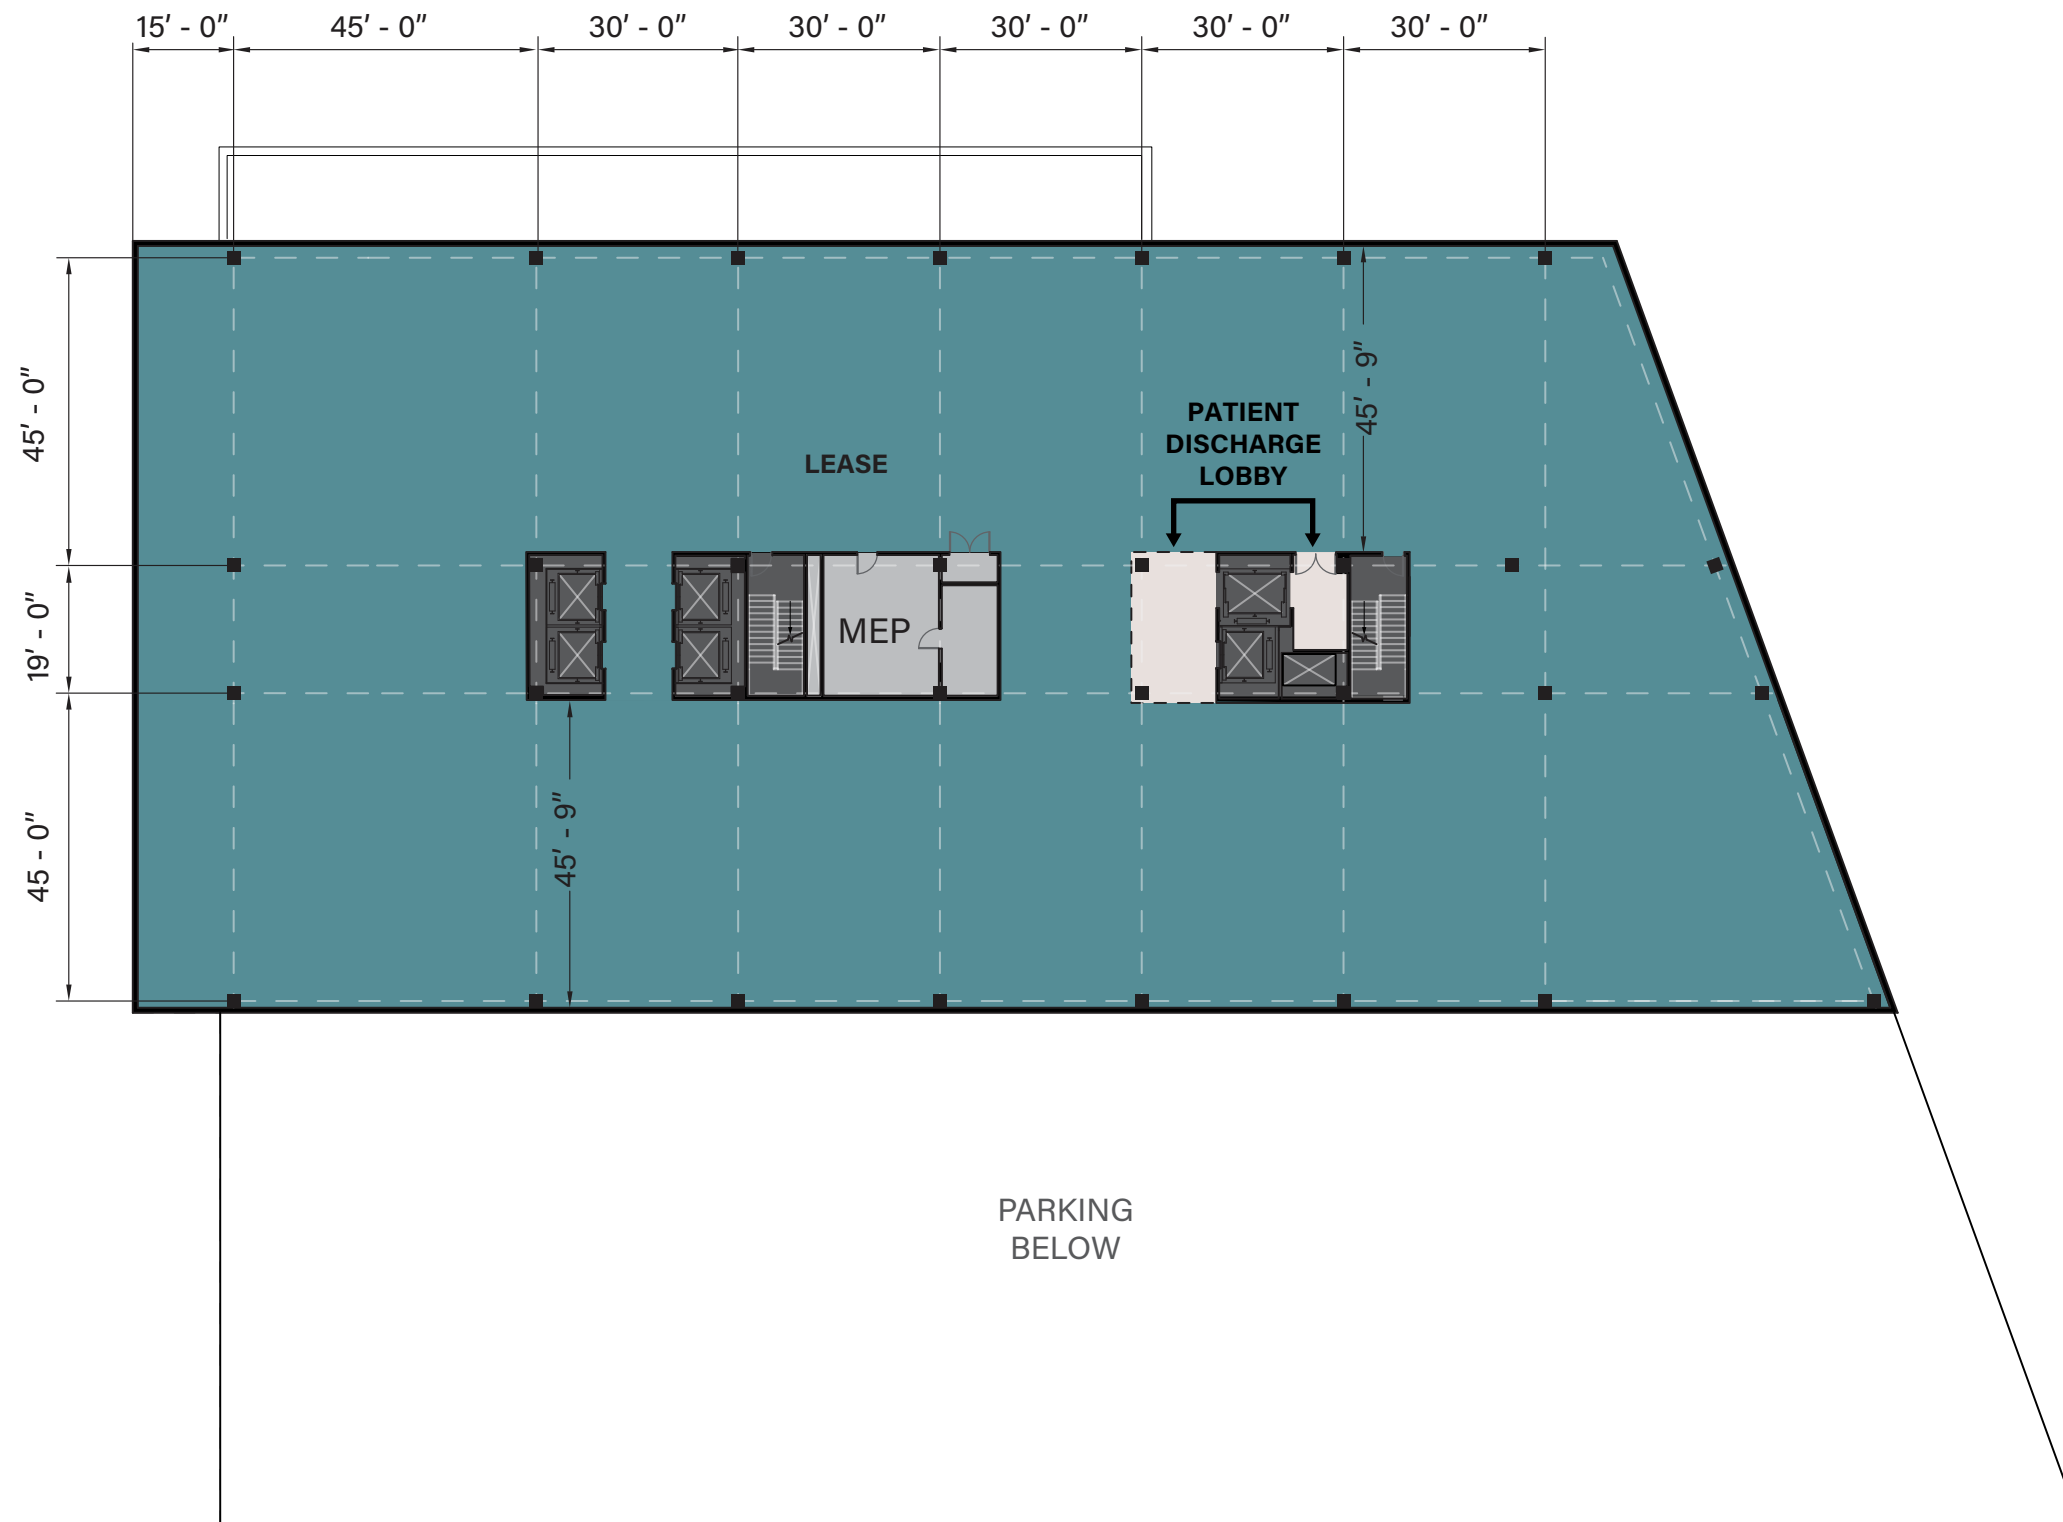 15' - 0"
45' - 0"
30' - 0"
30' - 0"
30' - 0"
30' - 0"
30' - 0"
45' - 0"
19' - 0"
45 - 0"
45' - 9"
PATIENT
DISCHARGE
LOBBY
LEASE
MEP
45' - 9"
PARKING
BELOW